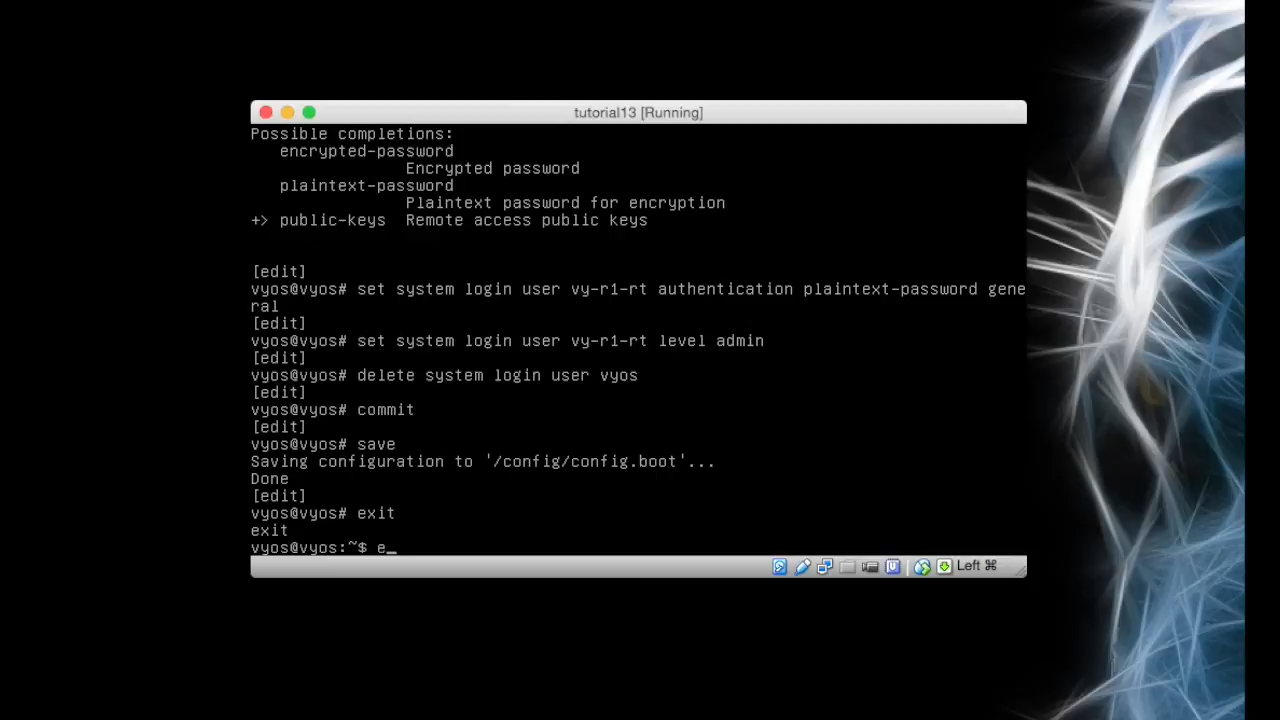 tutorial13 [Running]
Possible completions:
encrypted-password
Encrypted password
plaintext-password
Plaintext password for encryption
+> public-keys Remote access public keys
[edit]
vyos@vyos# set system login user vy-r1-rt authentication plaintext-password gene
ral
[edit]
vyos@vyos# set system login user vy-r1-rt level admin
[edit]
vyos@vyos# delete system login user vyos
[edit]
vyos@vyos# commit
[edit]
vyos@vyos# save
Saving configuration to '/config/config.boot'...
Done
[edit]
vyos@vyos# exit
exit
vyos@vyos:~$ e_
Left ⌘